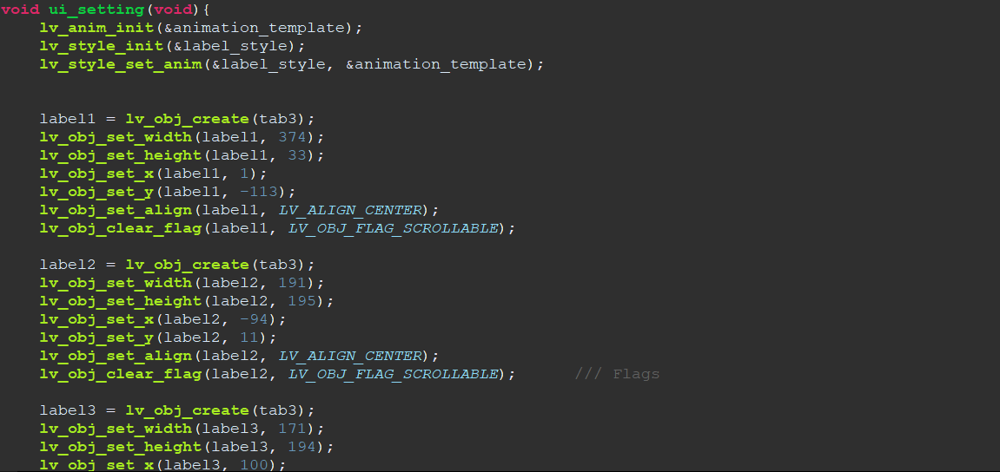 void ui_setting(void){
lv_anim_init(&animation_template);
lv_style_init(&label_style);
lv_style_set_anim(&label_style, &animation_template);
label1 = lv_obj_create(tab3);
lv_obj_set_width(label1, 374);
lv_obj_set_height(label1, 33);
lv_obj_set_x(label1, 1);
lv_obj_set_y(label1, -113);
lv_obj_set_align(label1, LV_ALIGN_CENTER);
lv_obj_clear_flag(label1, LV_OBJ_FLAG_SCROLLABLE);
label2 = lv_obj_create(tab3);
lv_obj_set_width(label2, 191);
lv_obj_set_height(label2, 195);
lv_obj_set_x(label2, -94);
lv_obj_set_y(label2, 11);
lv_obj_set_align(label2, LV_ALIGN_CENTER);
lv_obj_clear_flag(label2, LV_OBJ_FLAG_SCROLLABLE); /// Flags
label3 = lv_obj_create(tab3);
lv_obj_set_width(label3, 171);
lv_obj_set_height(label3, 194);
lv_obj_set_x(label3, 100);